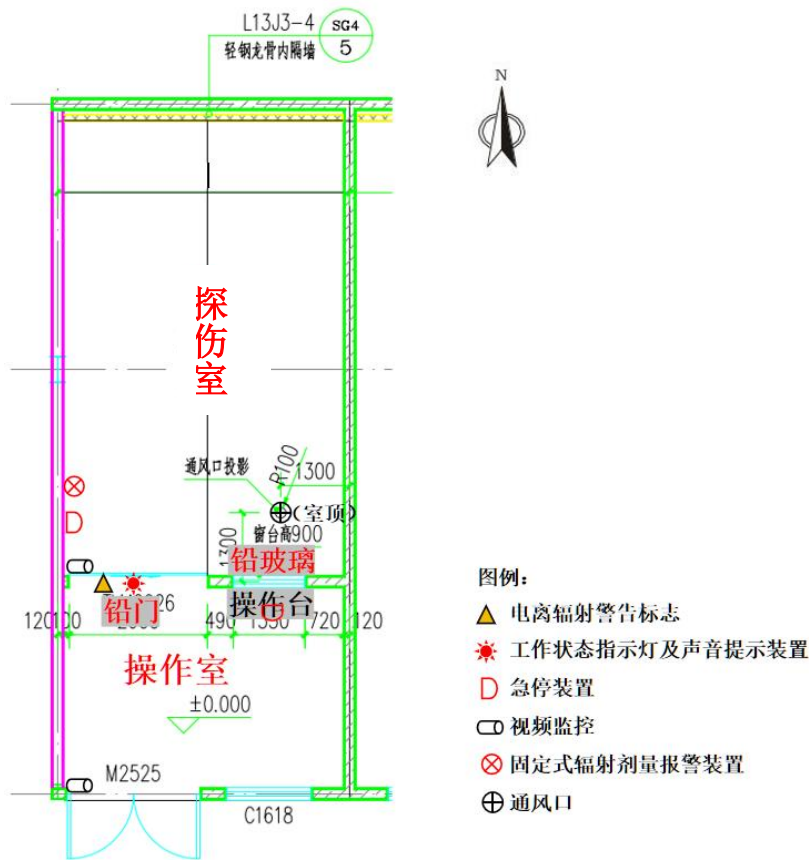 L13J3-4
SG4
5
轻钢龙骨内隔墙
N
探伤室
通风口投影
R100
1300
(室顶)
窗台高900
1300
铅玻璃
铅门
操作台
120
100
490
720
120
操作室
±0.000
M2525
C1618
图例：
电离辐射警告标志
工作状态指示灯及声音提示装置
急停装置
视频监控
固定式辐射剂量报警装置
通风口